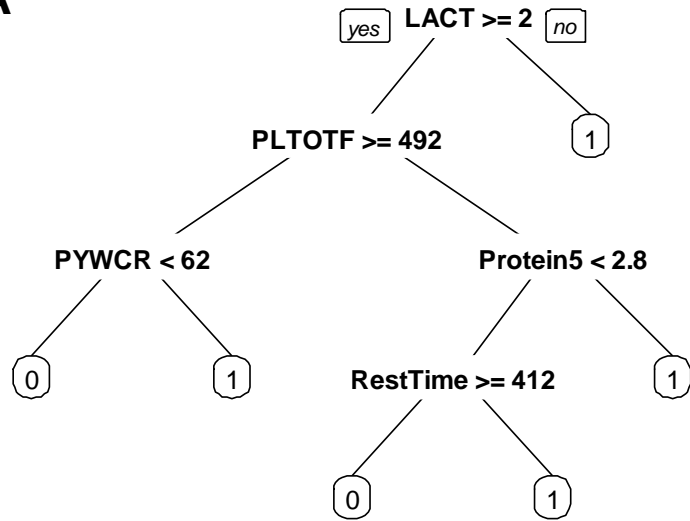 A
yes LACT >= 2 no
PLTOTF >= 492 1
PYWCR < 62 Protein5 < 2.8
0 1 RestTime >= 412 1
0 1